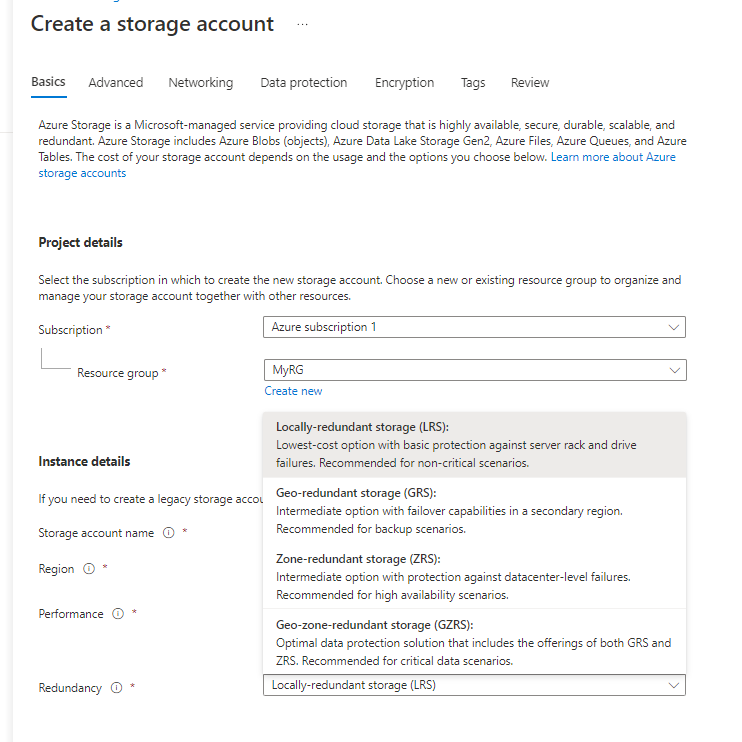 Create a storage account ...
Basics Advanced Networking Data protection Encryption Tags Review
Azure Storage is a Microsoft-managed service providing cloud storage that is highly available, secure, durable, scalable, and
redundant. Azure Storage includes Azure Blobs (objects), Azure Data Lake Storage Gen2, Azure Files, Azure Queues, and Azure
Tables. The cost of your storage account depends on the usage and the options you choose below. Learn more about Azure
storage accounts
Project details
Select the subscription in which to create the new storage account. Choose a new or existing resource group to organize and
manage your storage account together with other resources.
Subscription * Azure subscription 1
Resource group * MyRG
Create new
Locally-redundant storage (LRS):
Lowest-cost option with basic protection against server rack and drive
failures. Recommended for non-critical scenarios.
Instance details
Geo-redundant storage (GRS):
If you need to create a legacy storage
Intermediate option with failover capabilities in a secondary region.
Recommended for backup scenarios.
Storage account name *
Zone-redundant storage (ZRS):
Region *
Intermediate option with protection against datacenter-level failures.
Recommended for high availability scenarios.
Performance *
Geo-zone-redundant storage (GZRS):
Optimal data protection solution that includes the offerings of both GRS and
ZRS. Recommended for critical data scenarios.
Redundancy * Locally-redundant storage (LRS)